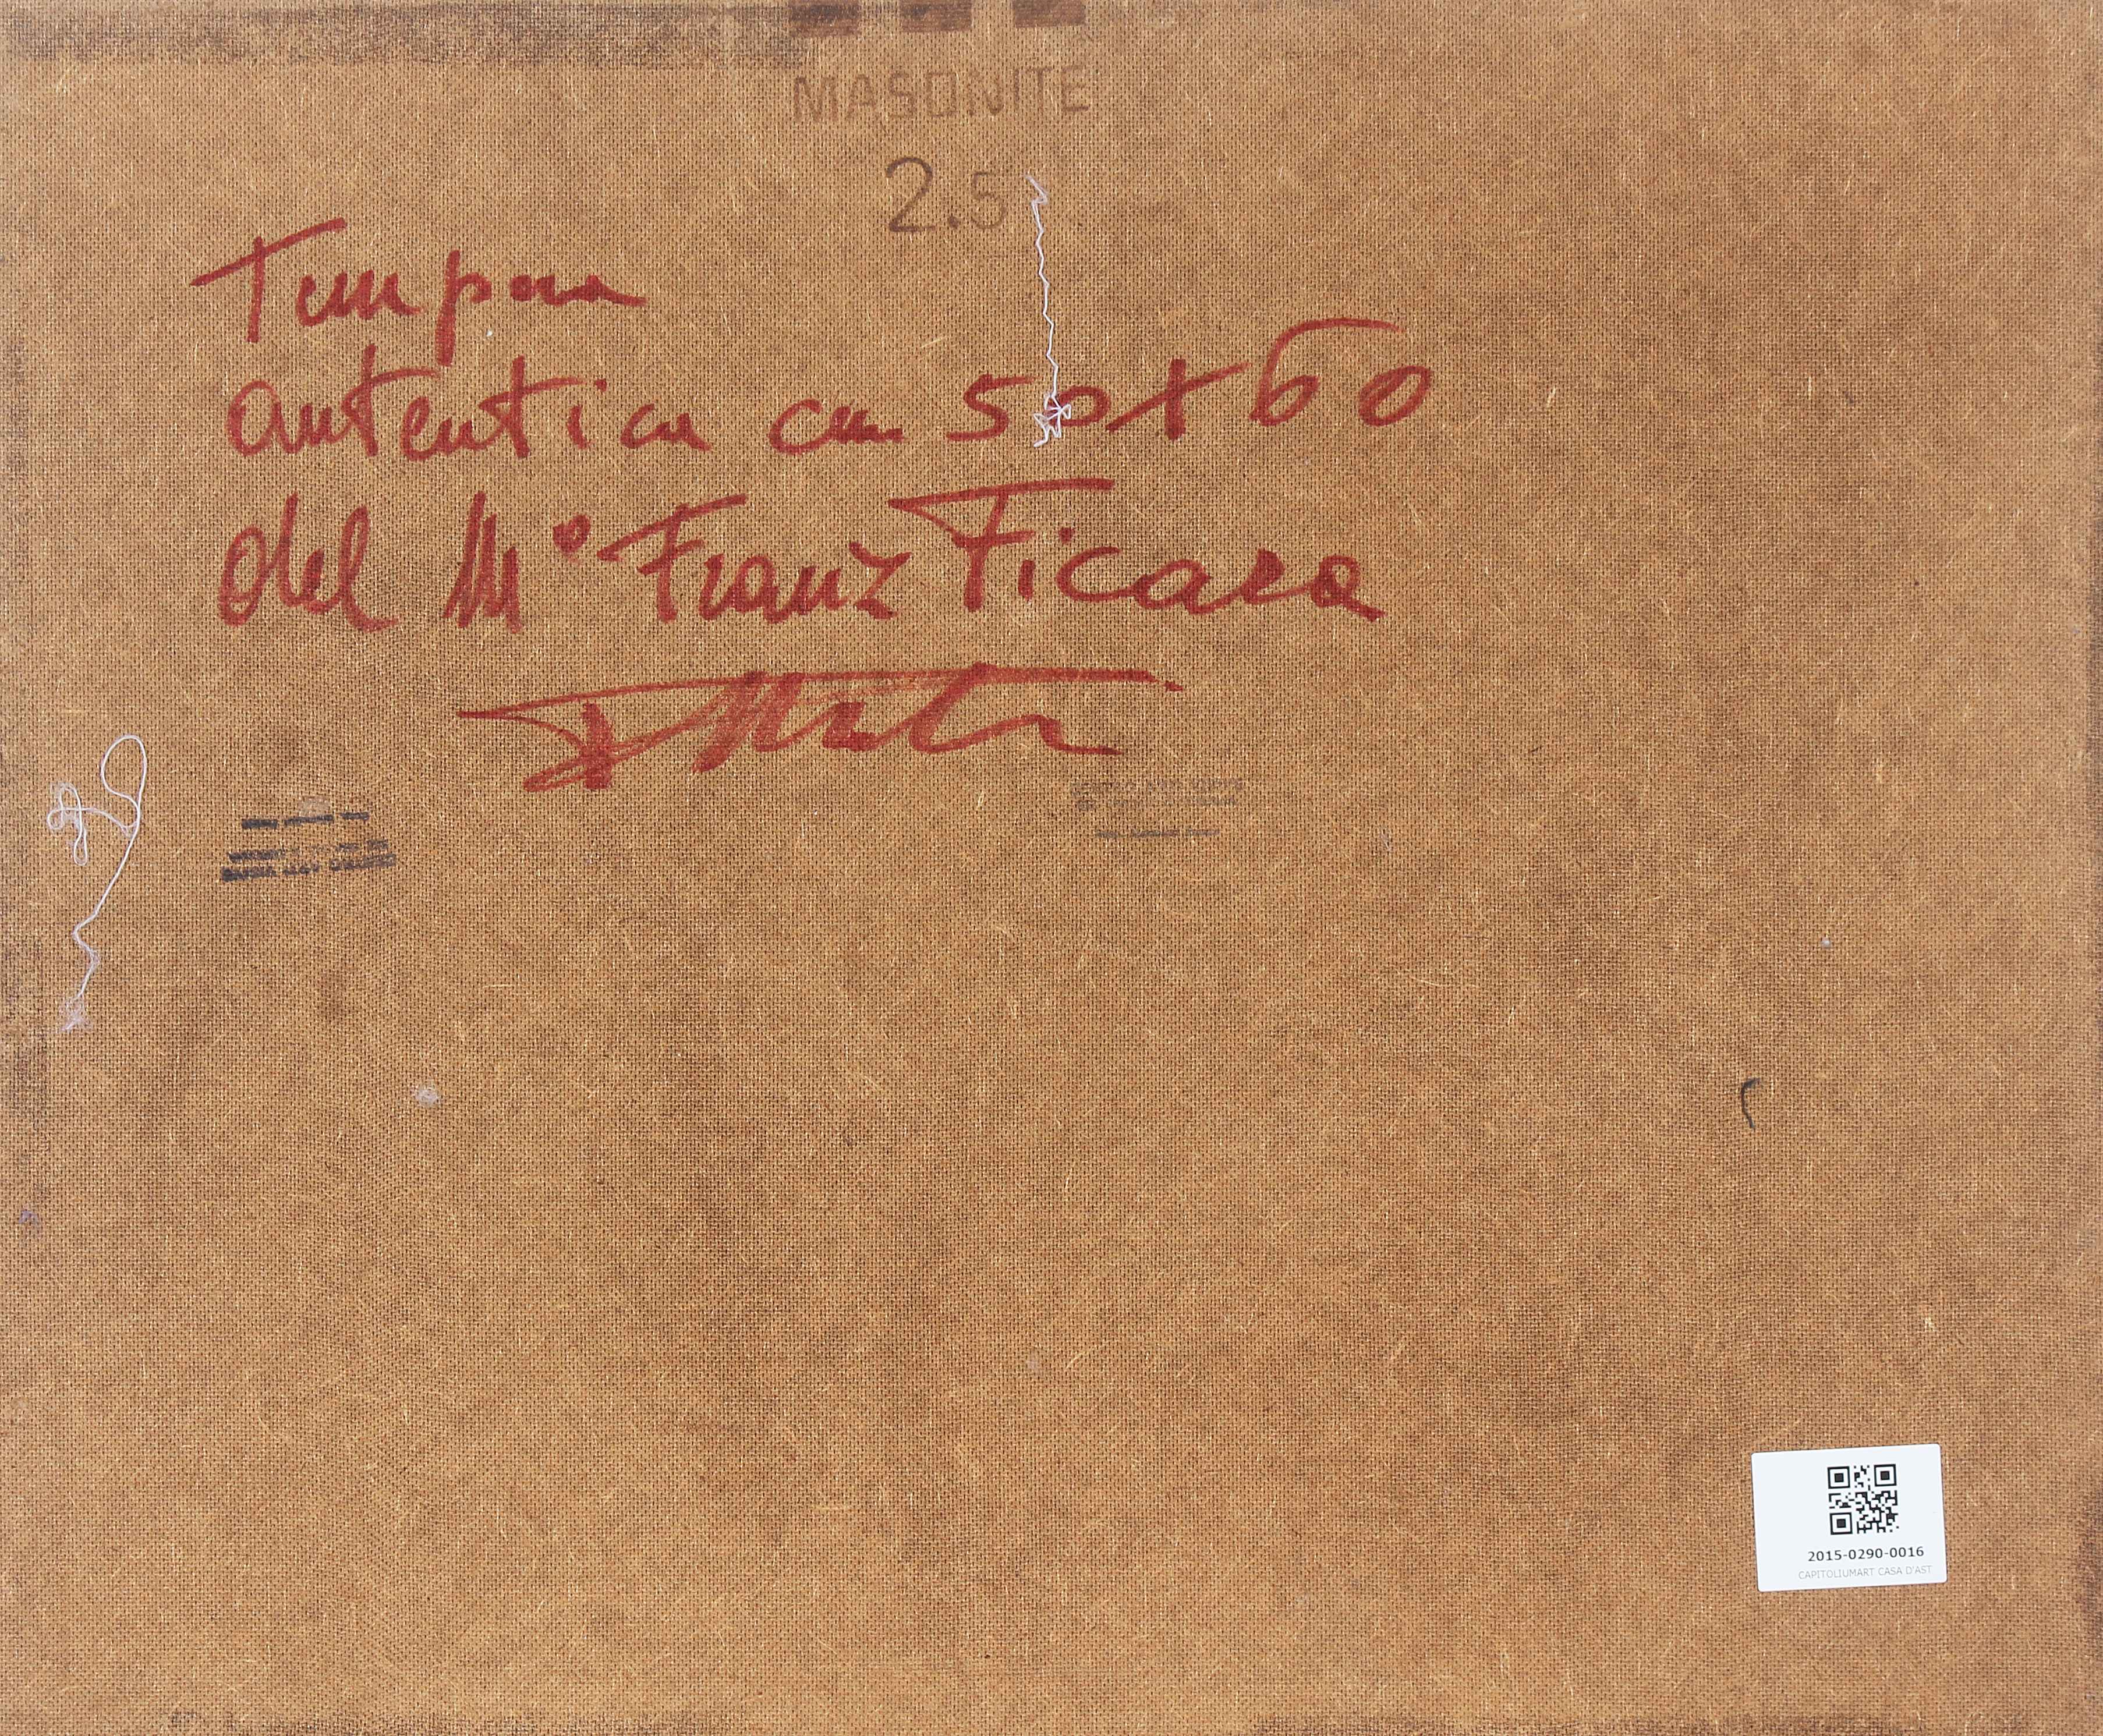 MASONITE
2.5
Tempera
autentica cm 50x60
del M° Franz Ficara
2015-0290-0016
CAPITOLIUMART CASA D'AST